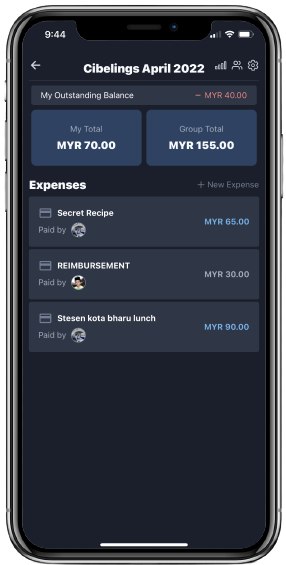 9:44
Cibelings April 2022
My Outstanding Balance
− MYR 40.00
My Total
MYR 70.00
Group Total
MYR 155.00
Expenses
+ New Expense
Secret Recipe
Paid by
MYR 65.00
REIMBURSEMENT
Paid by
MYR 30.00
Stesen kota bharu lunch
Paid by
MYR 90.00